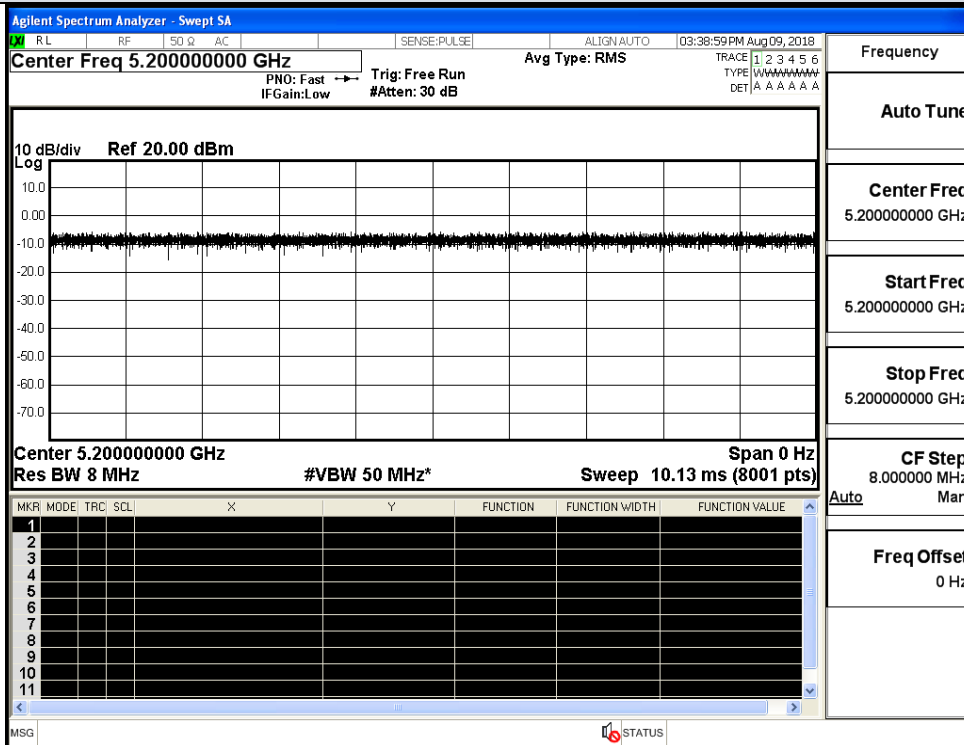 Agilent Spectrum Analyzer - Swept SA
LXI RL RF 50 Ω AC SENSE:PULSE ALIGN AUTO 03:38:59 PM Aug 09, 2018
Center Freq 5.200000000 GHz
Avg Type: RMS
TRACE 1 2 3 4 5 6
PNO: Fast
Trig: Free Run
TYPE WWWWWW
IFGain:Low
#Atten: 30 dB
DET A A A A A A
10 dB/div Ref 20.00 dBm
Log
10.0
0.00
-10.0
-20.0
-30.0
-40.0
-50.0
-60.0
-70.0
Center 5.200000000 GHz Span 0 Hz
Res BW 8 MHz #VBW 50 MHz* Sweep 10.13 ms (8001 pts)
MKR MODE TRC SCL X Y FUNCTION FUNCTION WIDTH FUNCTION VALUE
1
2
3
4
5
6
7
8
9
10
11
MSG STATUS
Frequency
Auto Tune
Center Freq
5.200000000 GHz
Start Freq
5.200000000 GHz
Stop Freq
5.200000000 GHz
CF Step
8.000000 MHz
Auto Man
Freq Offset
0 Hz